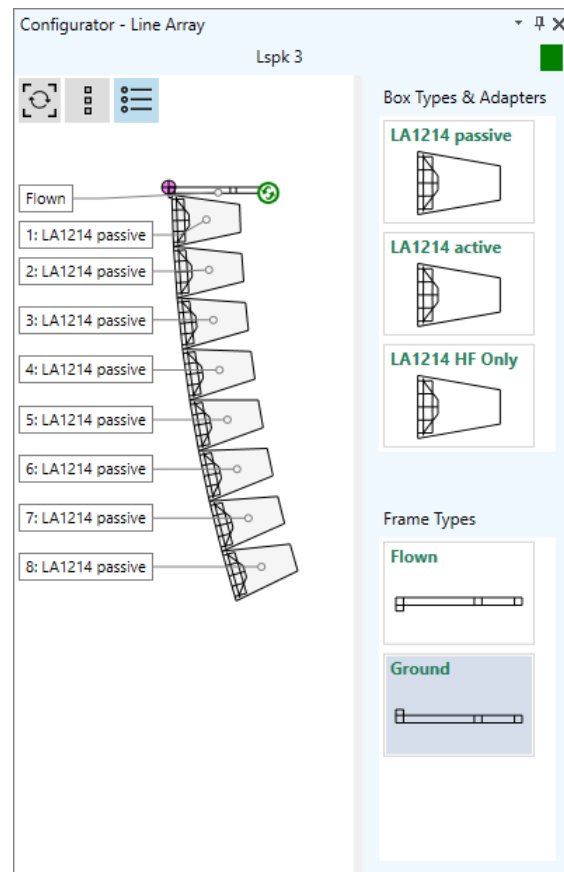 Configurator - Line Array
Lspk 3
Box Types & Adapters
LA1214 passive
LA1214 active
LA1214 HF Only
Flown
1: LA1214 passive
2: LA1214 passive
3: LA1214 passive
4: LA1214 passive
5: LA1214 passive
6: LA1214 passive
7: LA1214 passive
8: LA1214 passive
Frame Types
Flown
Ground